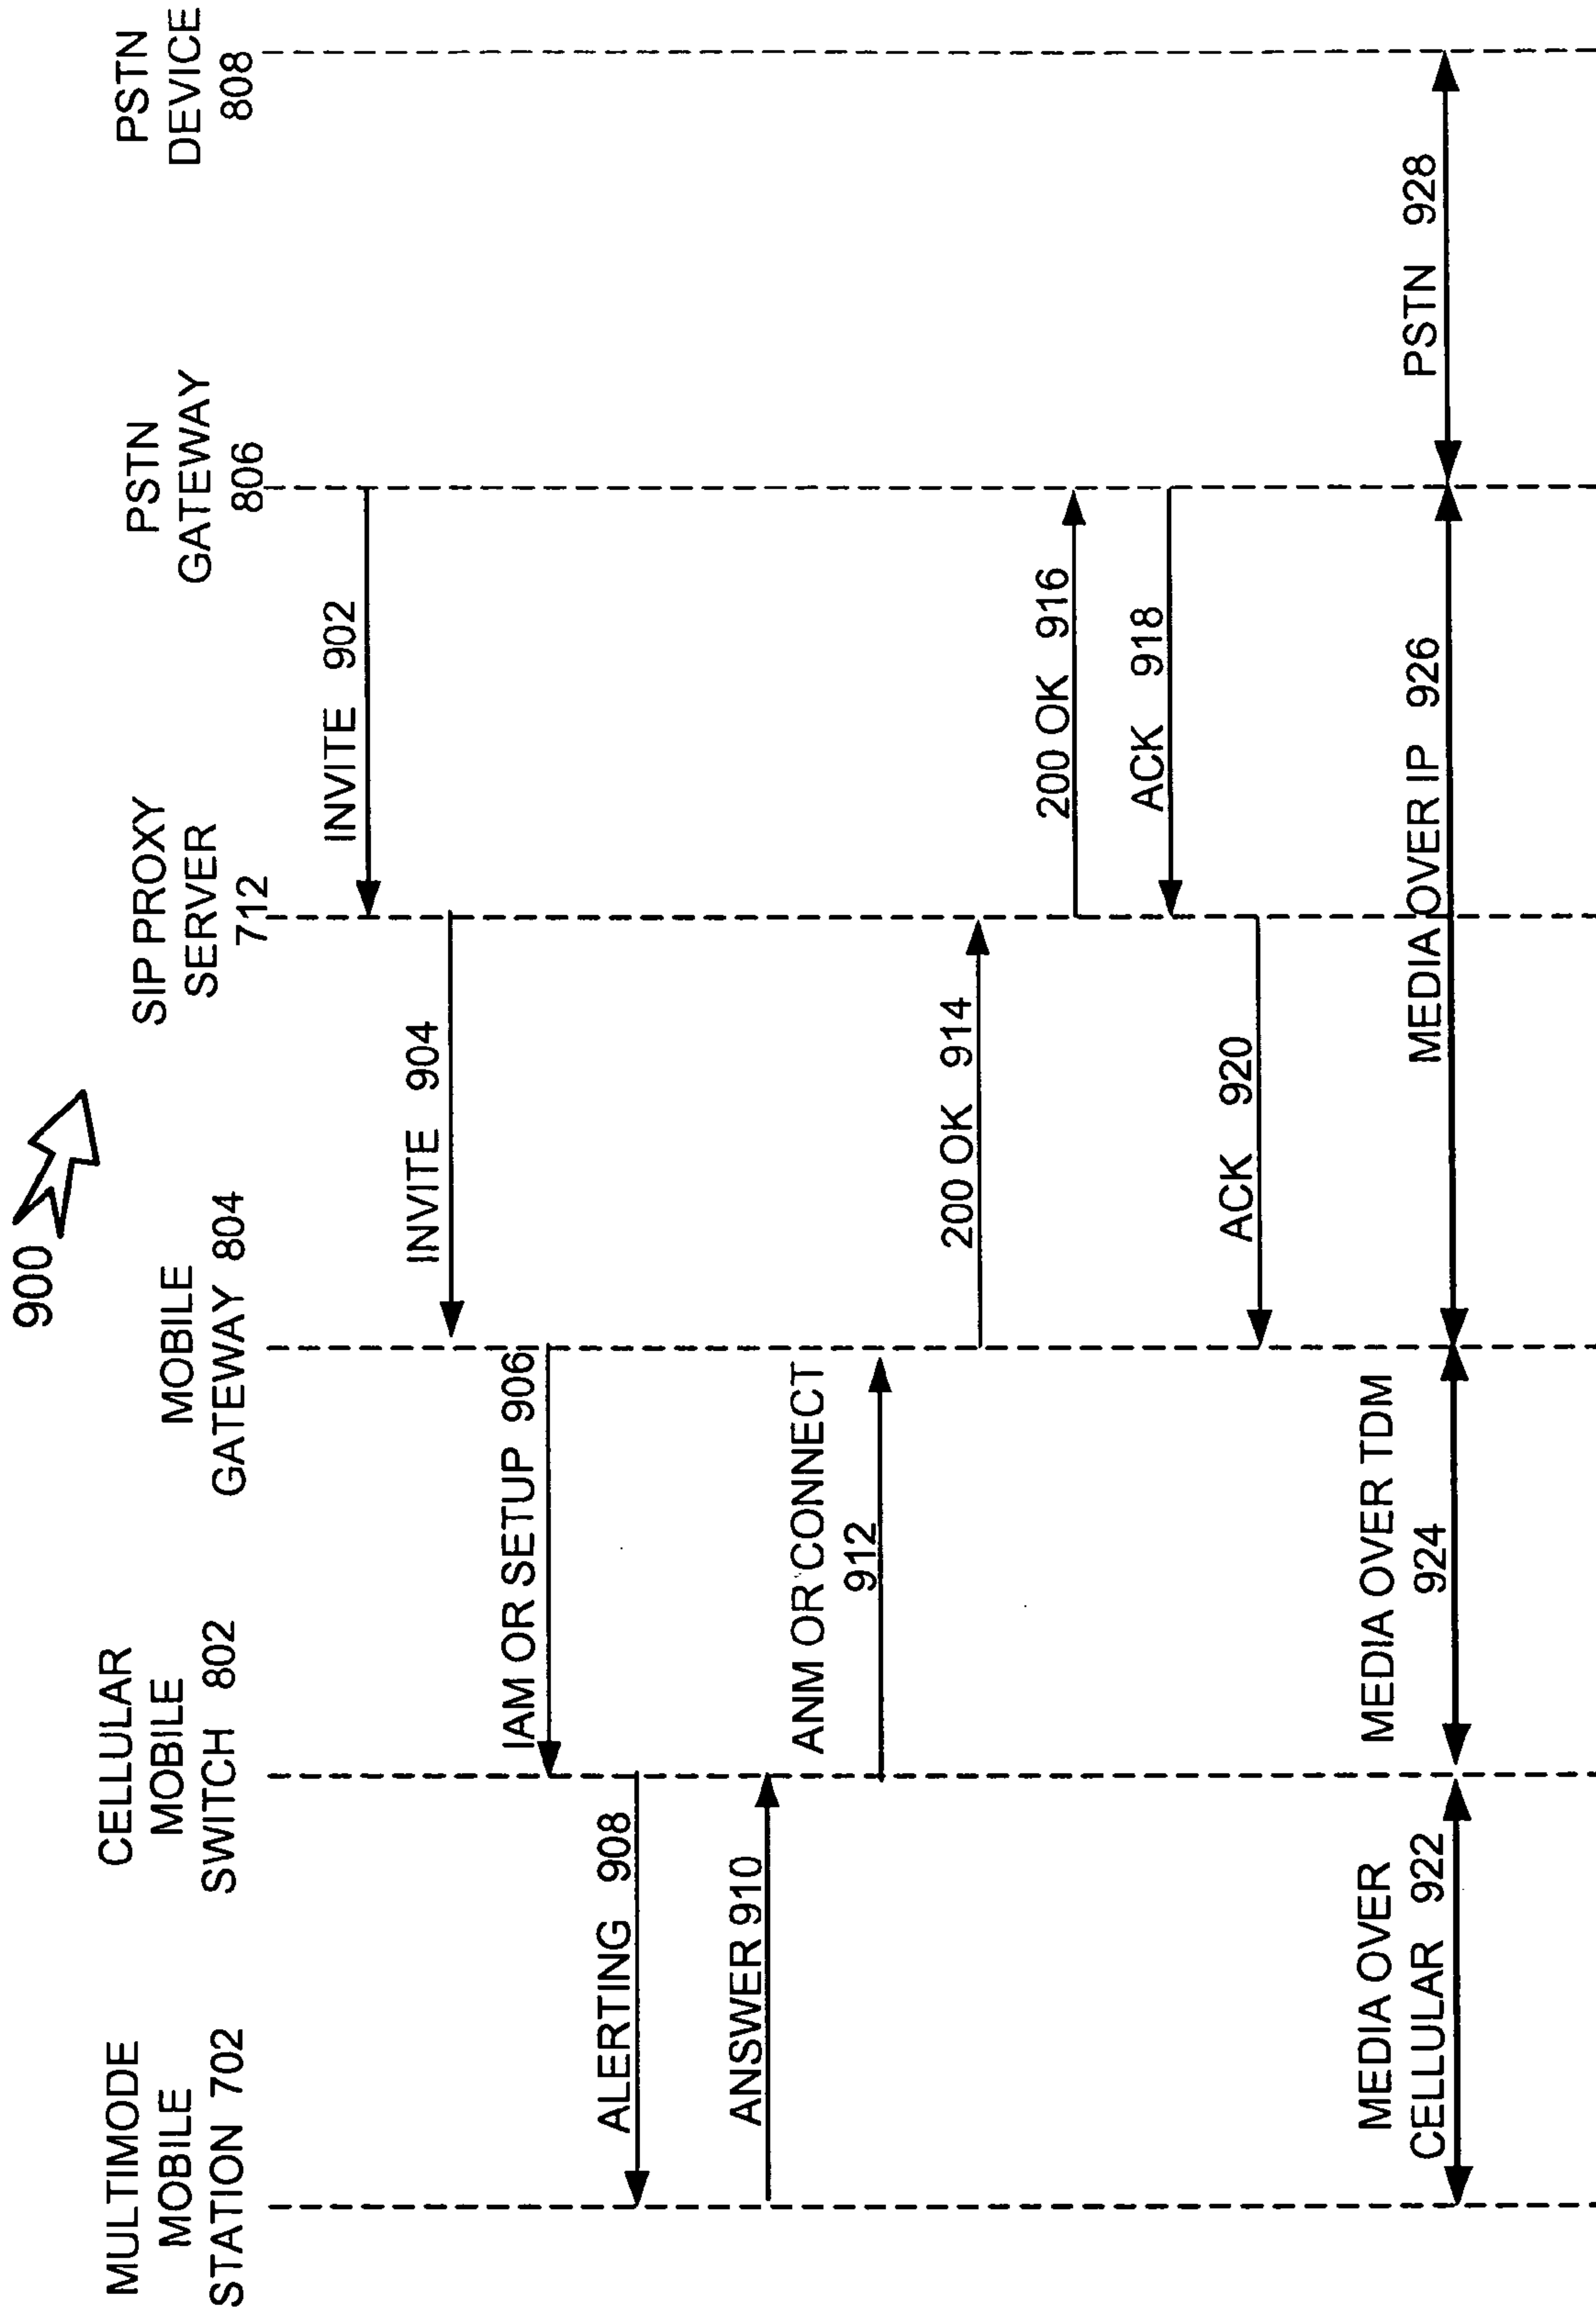 900
MULTIMODE
MOBILE
STATION 702
CELLULAR
MOBILE
SWITCH 802
MOBILE
GATEWAY 804
SIP PROXY
SERVER
712
PSTN
GATEWAY
806
PSTN
DEVICE
808
INVITE 902
INVITE 904
IAM OR SETUP 906
ALERTING 908
ANSWER 910
ANM OR CONNECT
912
200 OK 914
200 OK 916
ACK 918
ACK 920
MEDIA OVER
CELLULAR 922
MEDIA OVER TDM
924
MEDIA OVER IP 926
PSTN 928